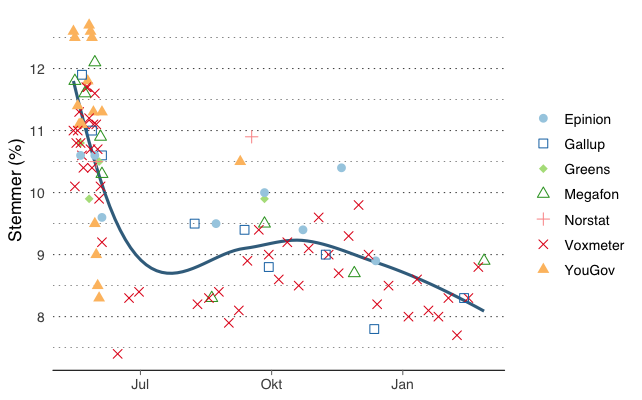 Stemmer (%)
12
11
10
9
8
Jul
Okt
Jan
Epinion
Gallup
Greens
Megafon
Norstat
Voxmeter
YouGov